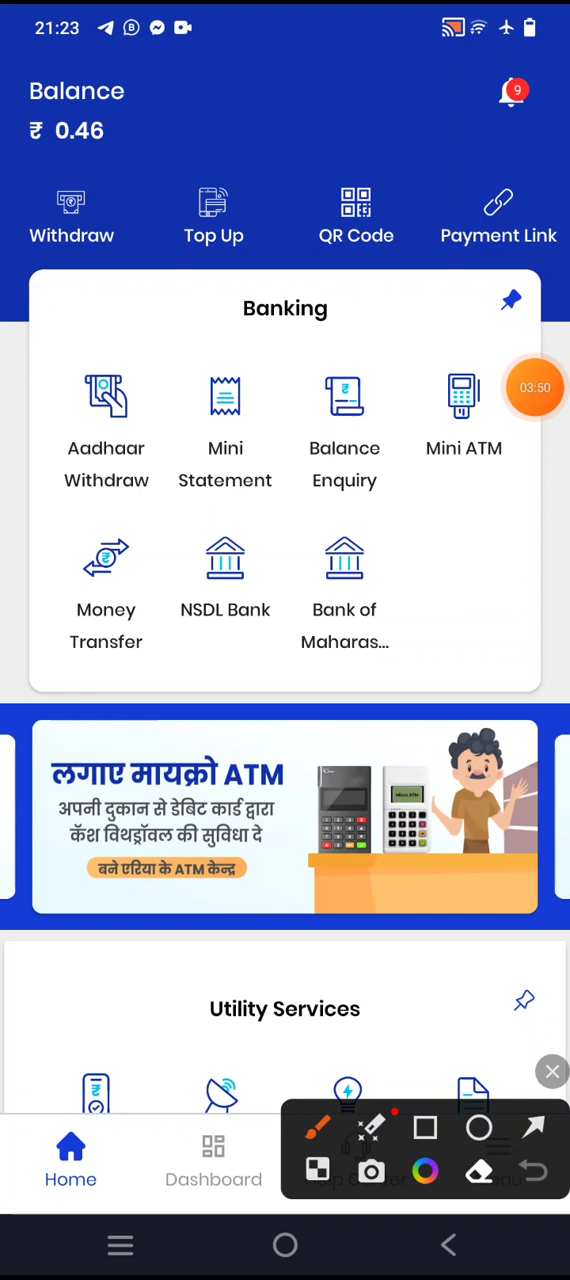 21:23
Balance
9
₹ 0.46
Withdraw
Top Up
QR Code
Payment Link
Banking
03:50
Aadhaar Withdraw
Mini Statement
Balance Enquiry
Mini ATM
Money Transfer
NSDL Bank
Bank of Maharas...
लगाए मायक्रो ATM
अपनी दुकान से डेबिट कार्ड द्वारा
कॅश विथड्रॉवल की सुविधा दे
बने एरिया के ATM केन्द्र
Utility Services
Home
Dashboard